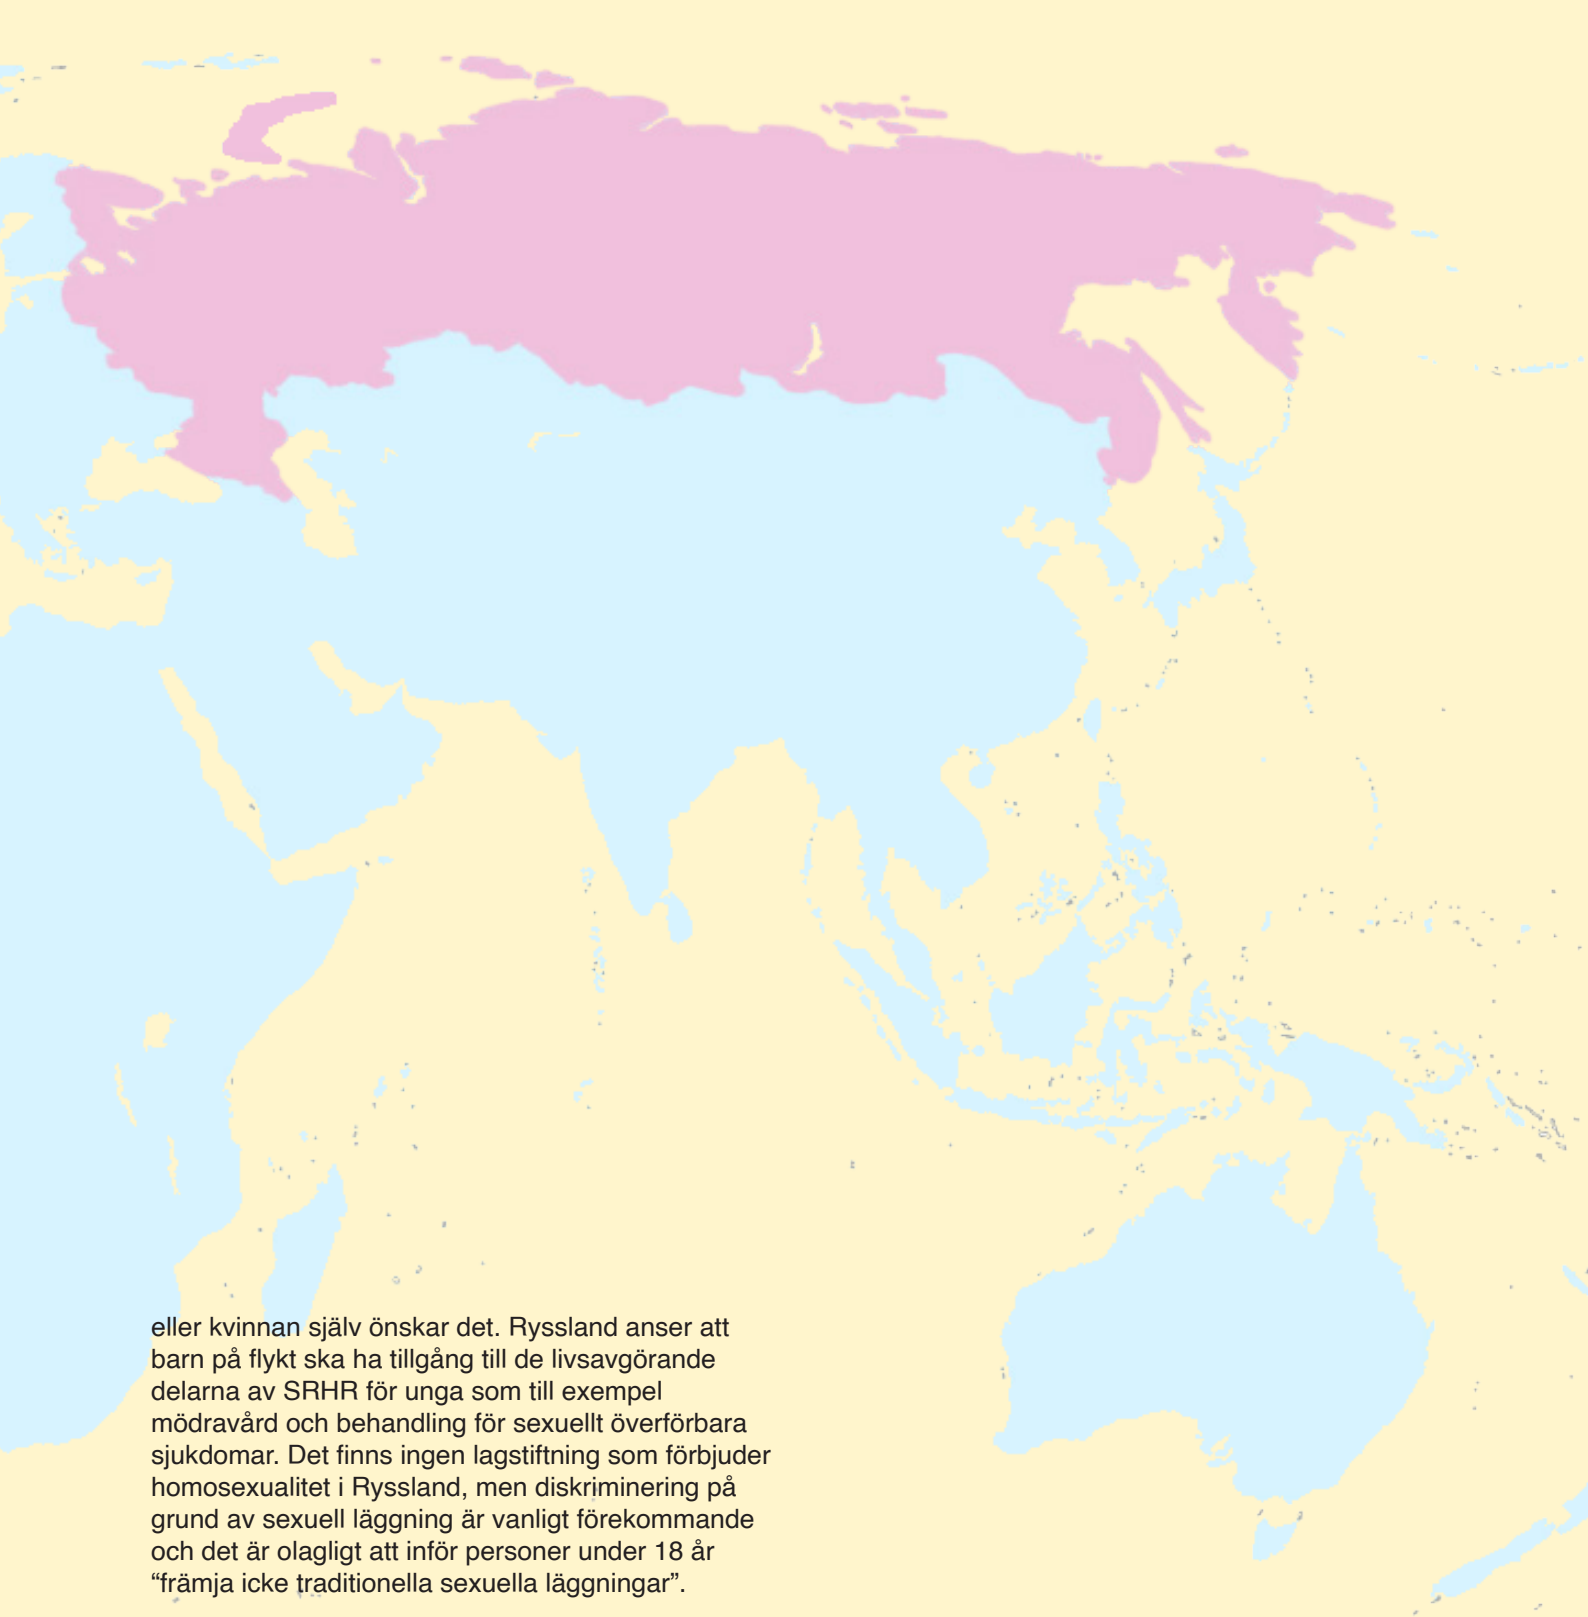 eller kvinnan själv önskar det. Ryssland anser att
barn på flykt ska ha tillgång till de livsavgörande
delarna av SRHR för unga som till exempel
mödravård och behandling för sexuellt överförbara
sjukdomar. Det finns ingen lagstiftning som förbjuder
homosexualitet i Ryssland, men diskriminering på
grund av sexuell läggning är vanligt förekommande
och det är olagligt att inför personer under 18 år
“främja icke traditionella sexuella läggningar”.